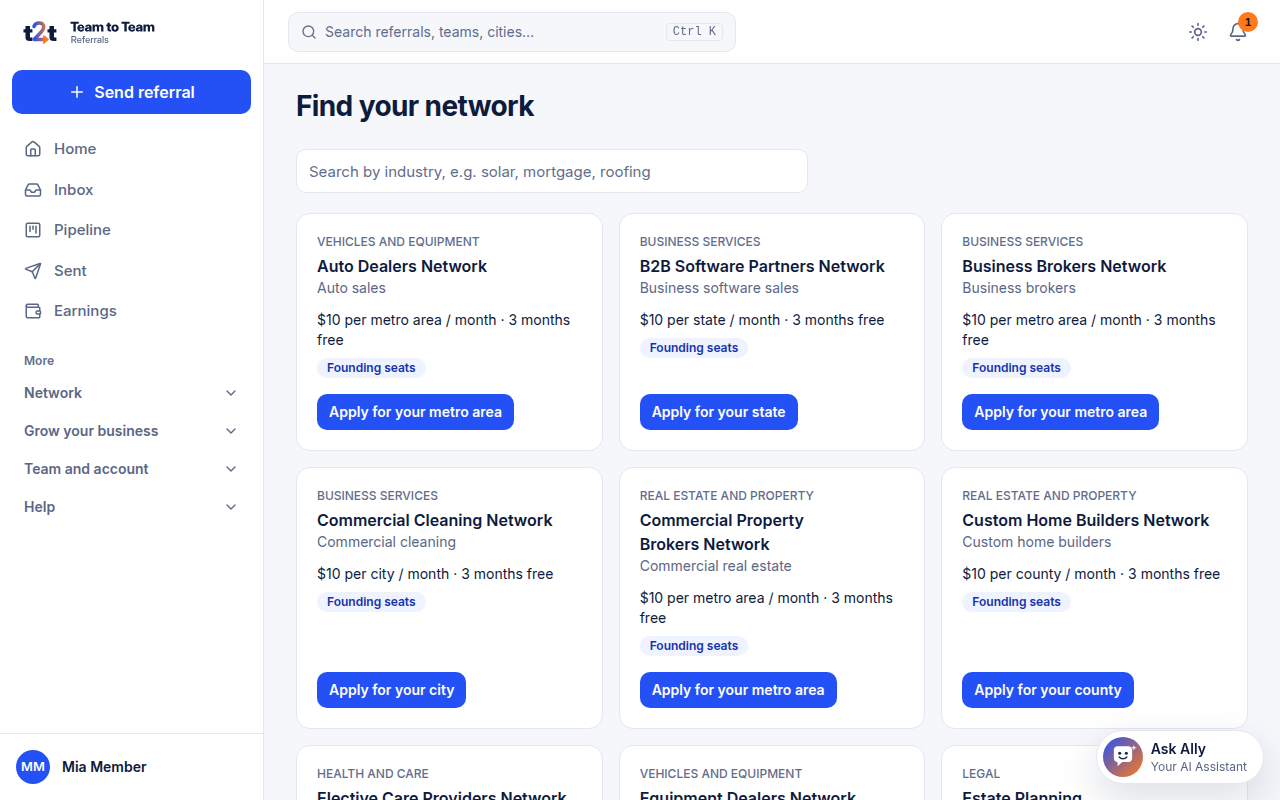 t2t Team to Team
Referrals
Send referral
Home
Inbox
Pipeline
Sent
Earnings
More
Network
Grow your business
Team and account
Help
MM Mia Member
Search referrals, teams, cities... Ctrl K
1
Find your network
Search by industry, e.g. solar, mortgage, roofing
VEHICLES AND EQUIPMENT
Auto Dealers Network
Auto sales
$10 per metro area / month · 3 months
free
Founding seats
Apply for your metro area
BUSINESS SERVICES
B2B Software Partners Network
Business software sales
$10 per state / month · 3 months free
Founding seats
Apply for your state
BUSINESS SERVICES
Business Brokers Network
Business brokers
$10 per metro area / month · 3 months
free
Founding seats
Apply for your metro area
BUSINESS SERVICES
Commercial Cleaning Network
Commercial cleaning
$10 per city / month · 3 months free
Founding seats
Apply for your city
REAL ESTATE AND PROPERTY
Commercial Property
Brokers Network
Commercial real estate
$10 per metro area / month · 3 months
free
Founding seats
Apply for your metro area
REAL ESTATE AND PROPERTY
Custom Home Builders Network
Custom home builders
$10 per county / month · 3 months free
Founding seats
Apply for your county
HEALTH AND CARE
Elective Care Providers Network
VEHICLES AND EQUIPMENT
Equipment Dealers Network
LEGAL
Estate Planning
Ask Ally
Your AI Assistant